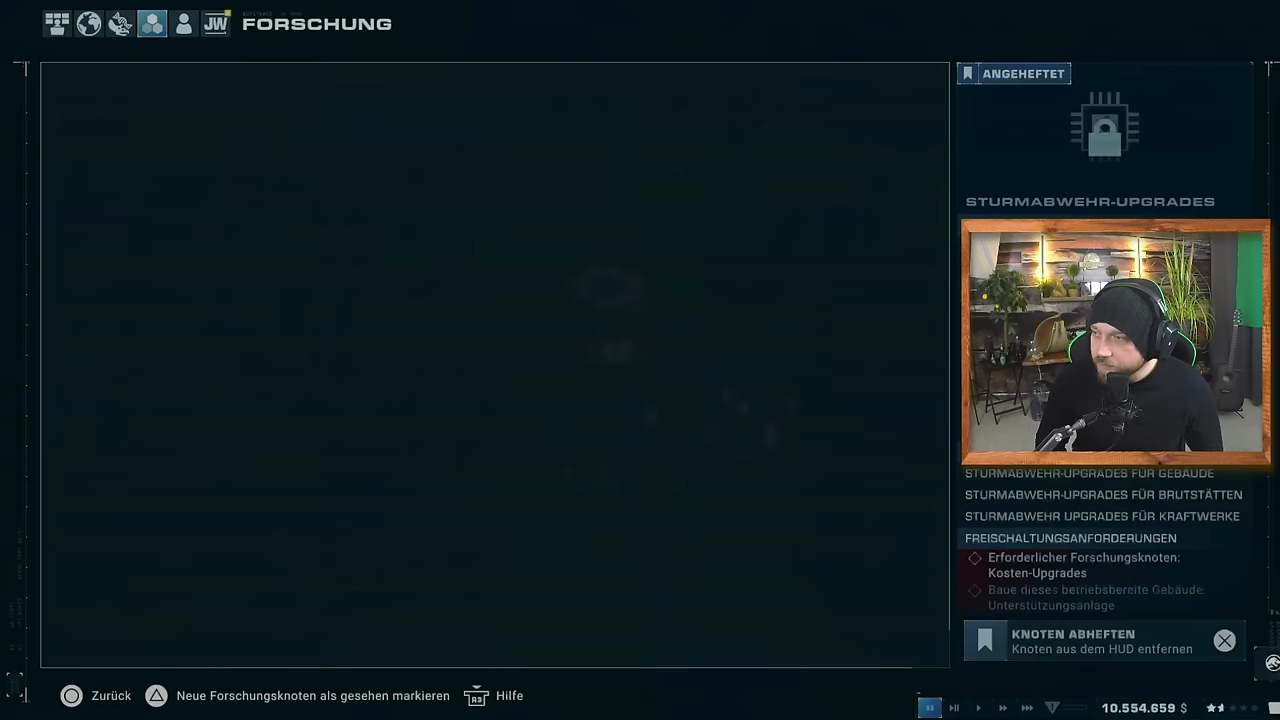 JW FORSCHUNG
ANGEHEFTET
STURMABWEHR-UPGRADES
STURMABWEHR-UPGRADES FÜR GEBÄUDE
STURMABWEHR-UPGRADES FÜR BRUTSTÄTTEN
STURMABWEHR UPGRADES FÜR KRAFTWERKE
FREISCHALTUNGSANFORDERUNGEN
Erforderlicher Forschungsknoten:
Kosten-Upgrades
Baue dieses betriebsbereite Gebäude:
Unterstützungsanlage
KNOTEN ABHEFTEN
Knoten aus dem HUD entfernen
Zurück
Neue Forschungsknoten als gesehen markieren
R3 Hilfe
10.554.659 $